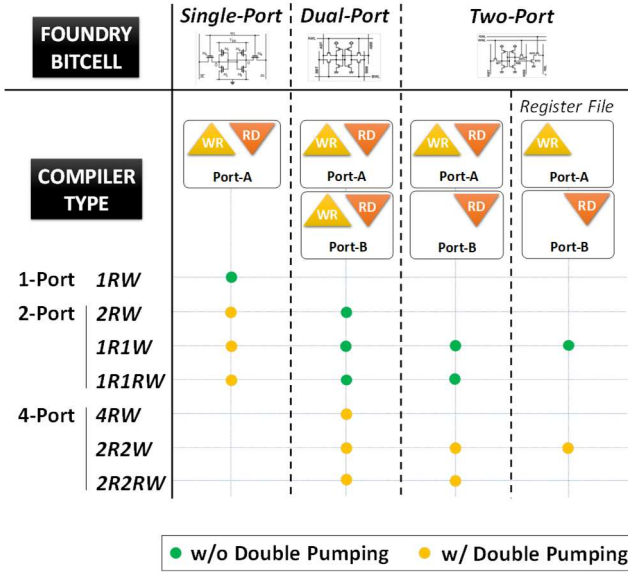 FOUNDRY
BITCELL
Single-Port
Dual-Port
Two-Port
Register File
COMPILER
TYPE
WR RD
Port-A
WR RD
Port-A
WR RD
Port-A
WR
Port-A
WR RD
Port-B
RD
Port-B
RD
Port-B
1-Port 1RW
2-Port 2RW
1R1W
1R1RW
4-Port 4RW
2R2W
2R2RW
w/o Double Pumping w/ Double Pumping